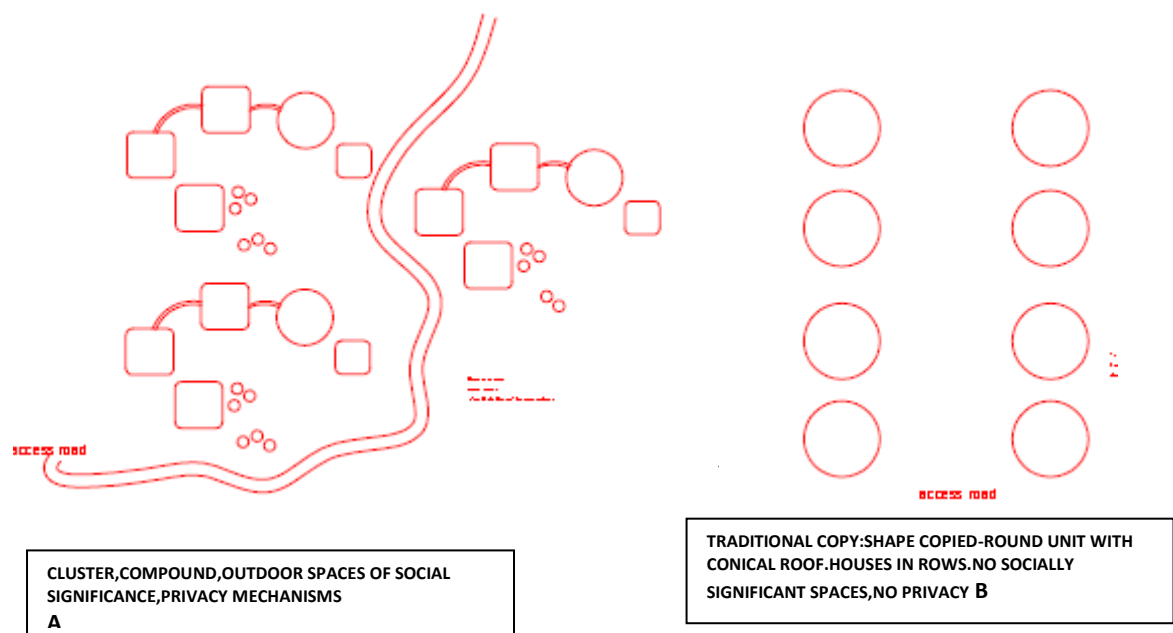 access road
access road
CLUSTER,COMPOUND,OUTDOOR SPACES OF SOCIAL
SIGNIFICANCE,PRIVACY MECHANISMS
A
TRADITIONAL COPY:SHAPE COPIED-ROUND UNIT WITH
CONICAL ROOF.HOUSES IN ROWS.NO SOCIALLY
SIGNIFICANT SPACES,NO PRIVACY B